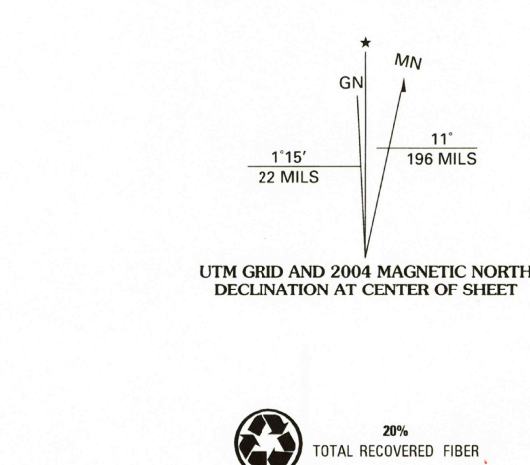 ★
MN
GN
11°
196 MILS
1°15′
22 MILS
UTM GRID AND 2004 MAGNETIC NORTH
DECLINATION AT CENTER OF SHEET
20%
TOTAL RECOVERED FIBER